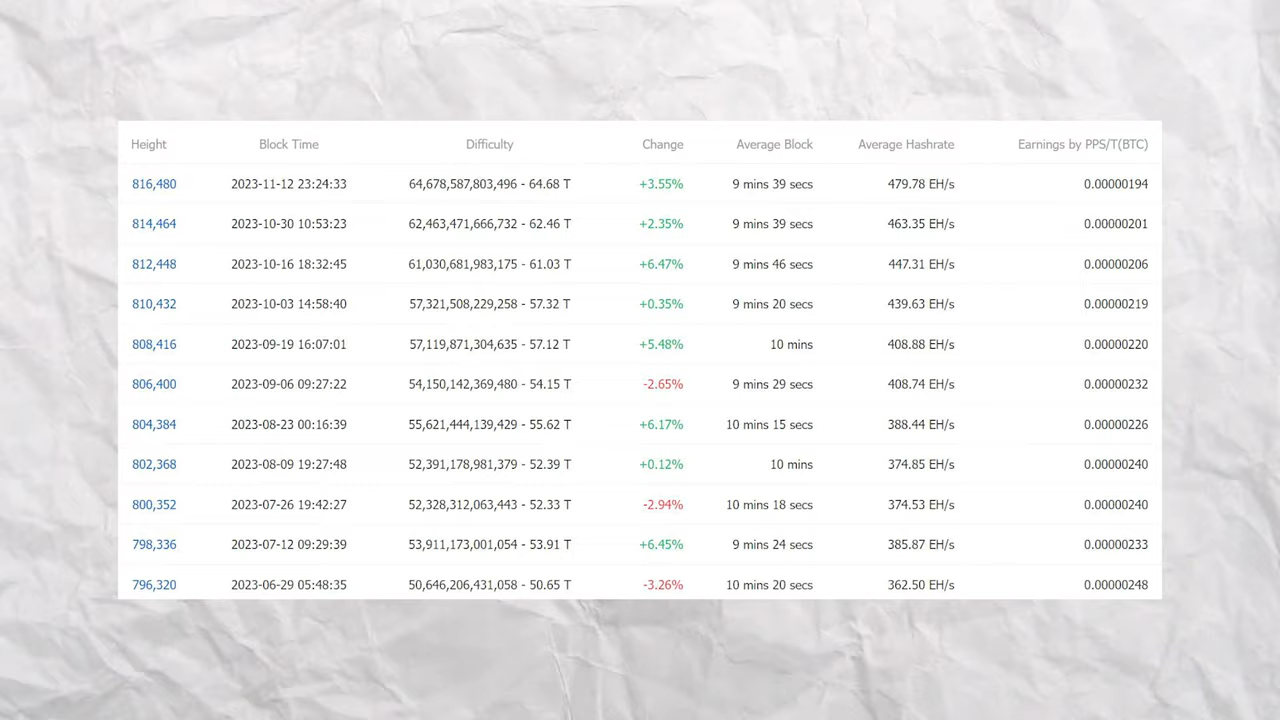 Height Block Time Difficulty Change Average Block Average Hashrate Earnings by PPS/T(BTC)
816,480 2023-11-12 23:24:33 64,678,587,803,496 - 64.68 T +3.55% 9 mins 39 secs 479.78 EH/s 0.00000194
814,464 2023-10-30 10:53:23 62,463,471,666,732 - 62.46 T +2.35% 9 mins 39 secs 463.35 EH/s 0.00000201
812,448 2023-10-16 18:32:45 61,030,681,983,175 - 61.03 T +6.47% 9 mins 46 secs 447.31 EH/s 0.00000206
810,432 2023-10-03 14:58:40 57,321,508,229,258 - 57.32 T +0.35% 9 mins 20 secs 439.63 EH/s 0.00000219
808,416 2023-09-19 16:07:01 57,119,871,304,635 - 57.12 T +5.48% 10 mins 408.88 EH/s 0.00000220
806,400 2023-09-06 09:27:22 54,150,142,369,480 - 54.15 T -2.65% 9 mins 29 secs 408.74 EH/s 0.00000232
804,384 2023-08-23 00:16:39 55,621,444,139,429 - 55.62 T +6.17% 10 mins 15 secs 388.44 EH/s 0.00000226
802,368 2023-08-09 19:27:48 52,391,178,981,379 - 52.39 T +0.12% 10 mins 374.85 EH/s 0.00000240
800,352 2023-07-26 19:42:27 52,328,312,063,443 - 52.33 T -2.94% 10 mins 18 secs 374.53 EH/s 0.00000240
798,336 2023-07-12 09:29:39 53,911,173,001,054 - 53.91 T +6.45% 9 mins 24 secs 385.87 EH/s 0.00000233
796,320 2023-06-29 05:48:35 50,646,206,431,058 - 50.65 T -3.26% 10 mins 20 secs 362.50 EH/s 0.00000248